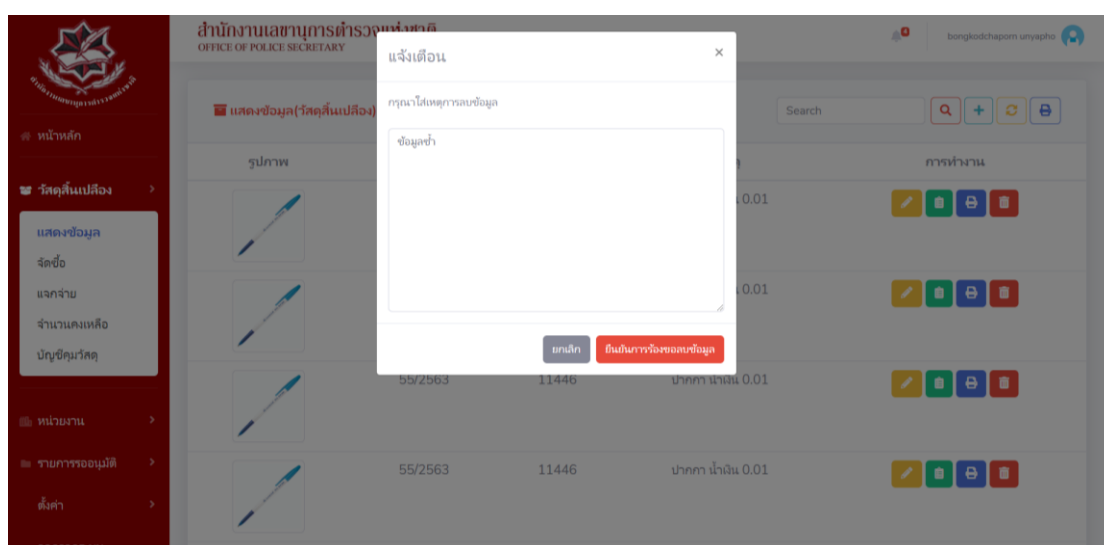 สำนักงานเลขานุการตำรวจแห่งชาติ
OFFICE OF POLICE SECRETARY
bongkodchaporn unyapho
แจ้งเตือน
×
กรุณาใส่เหตุการลบข้อมูล
ข้อมูลซ้ำ
ยกเลิก
ยืนยันการร้องขอลบข้อมูล
แสดงข้อมูล(วัสดุสิ้นเปลือง)
Search
รูปภาพ
การทำงาน
0.01
0.01
55/2563 11446 ปากกา น้ำเงิน 0.01
55/2563 11446 ปากกา น้ำเงิน 0.01
หน้าหลัก
วัสดุสิ้นเปลือง
แสดงข้อมูล
จัดซื้อ
แจกจ่าย
จำนวนคงเหลือ
บัญชีคุมวัสดุ
หน่วยงาน
รายการรออนุมัติ
ตั้งค่า